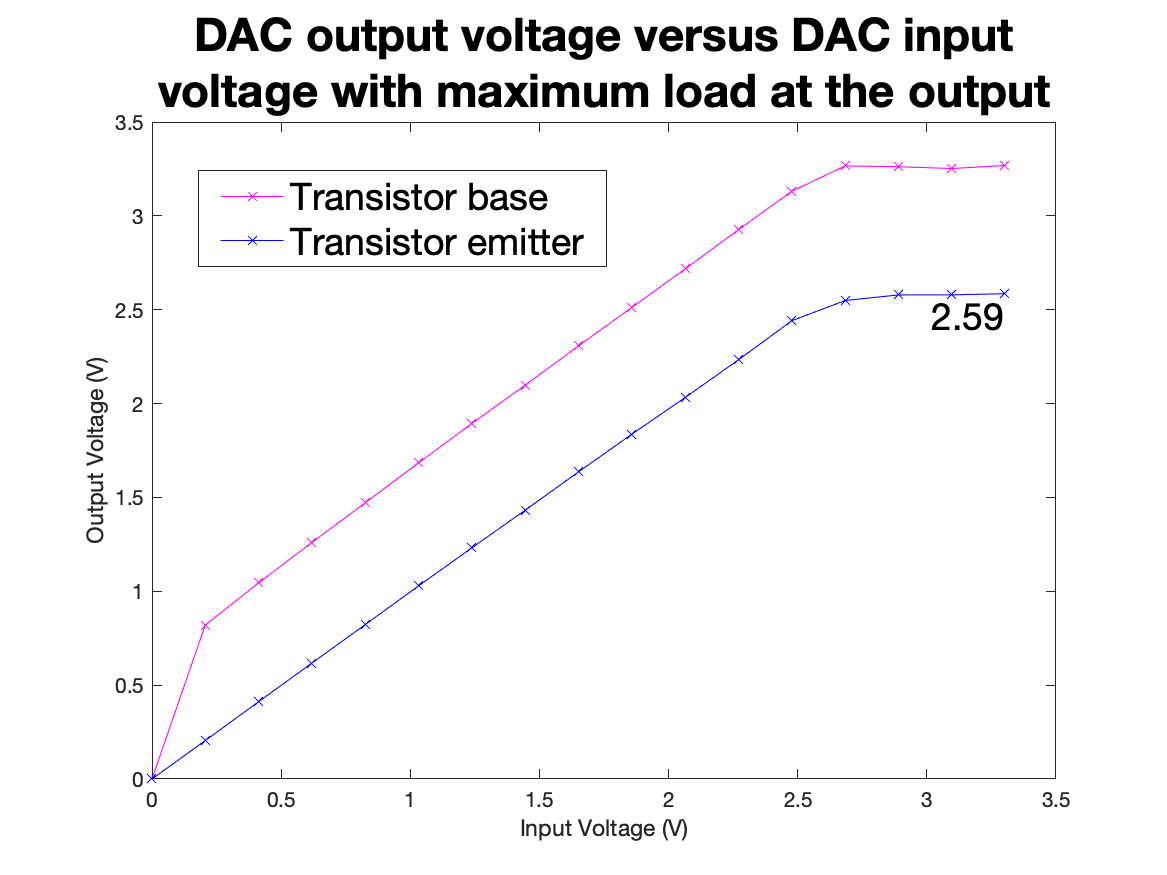 DAC output voltage versus DAC input
voltage with maximum load at the output
3.5
3
2.5
2
1.5
1
0.5
0
Output Voltage (V)
Transistor base
Transistor emitter
2.59
0 0.5 1 1.5 2 2.5 3 3.5
Input Voltage (V)